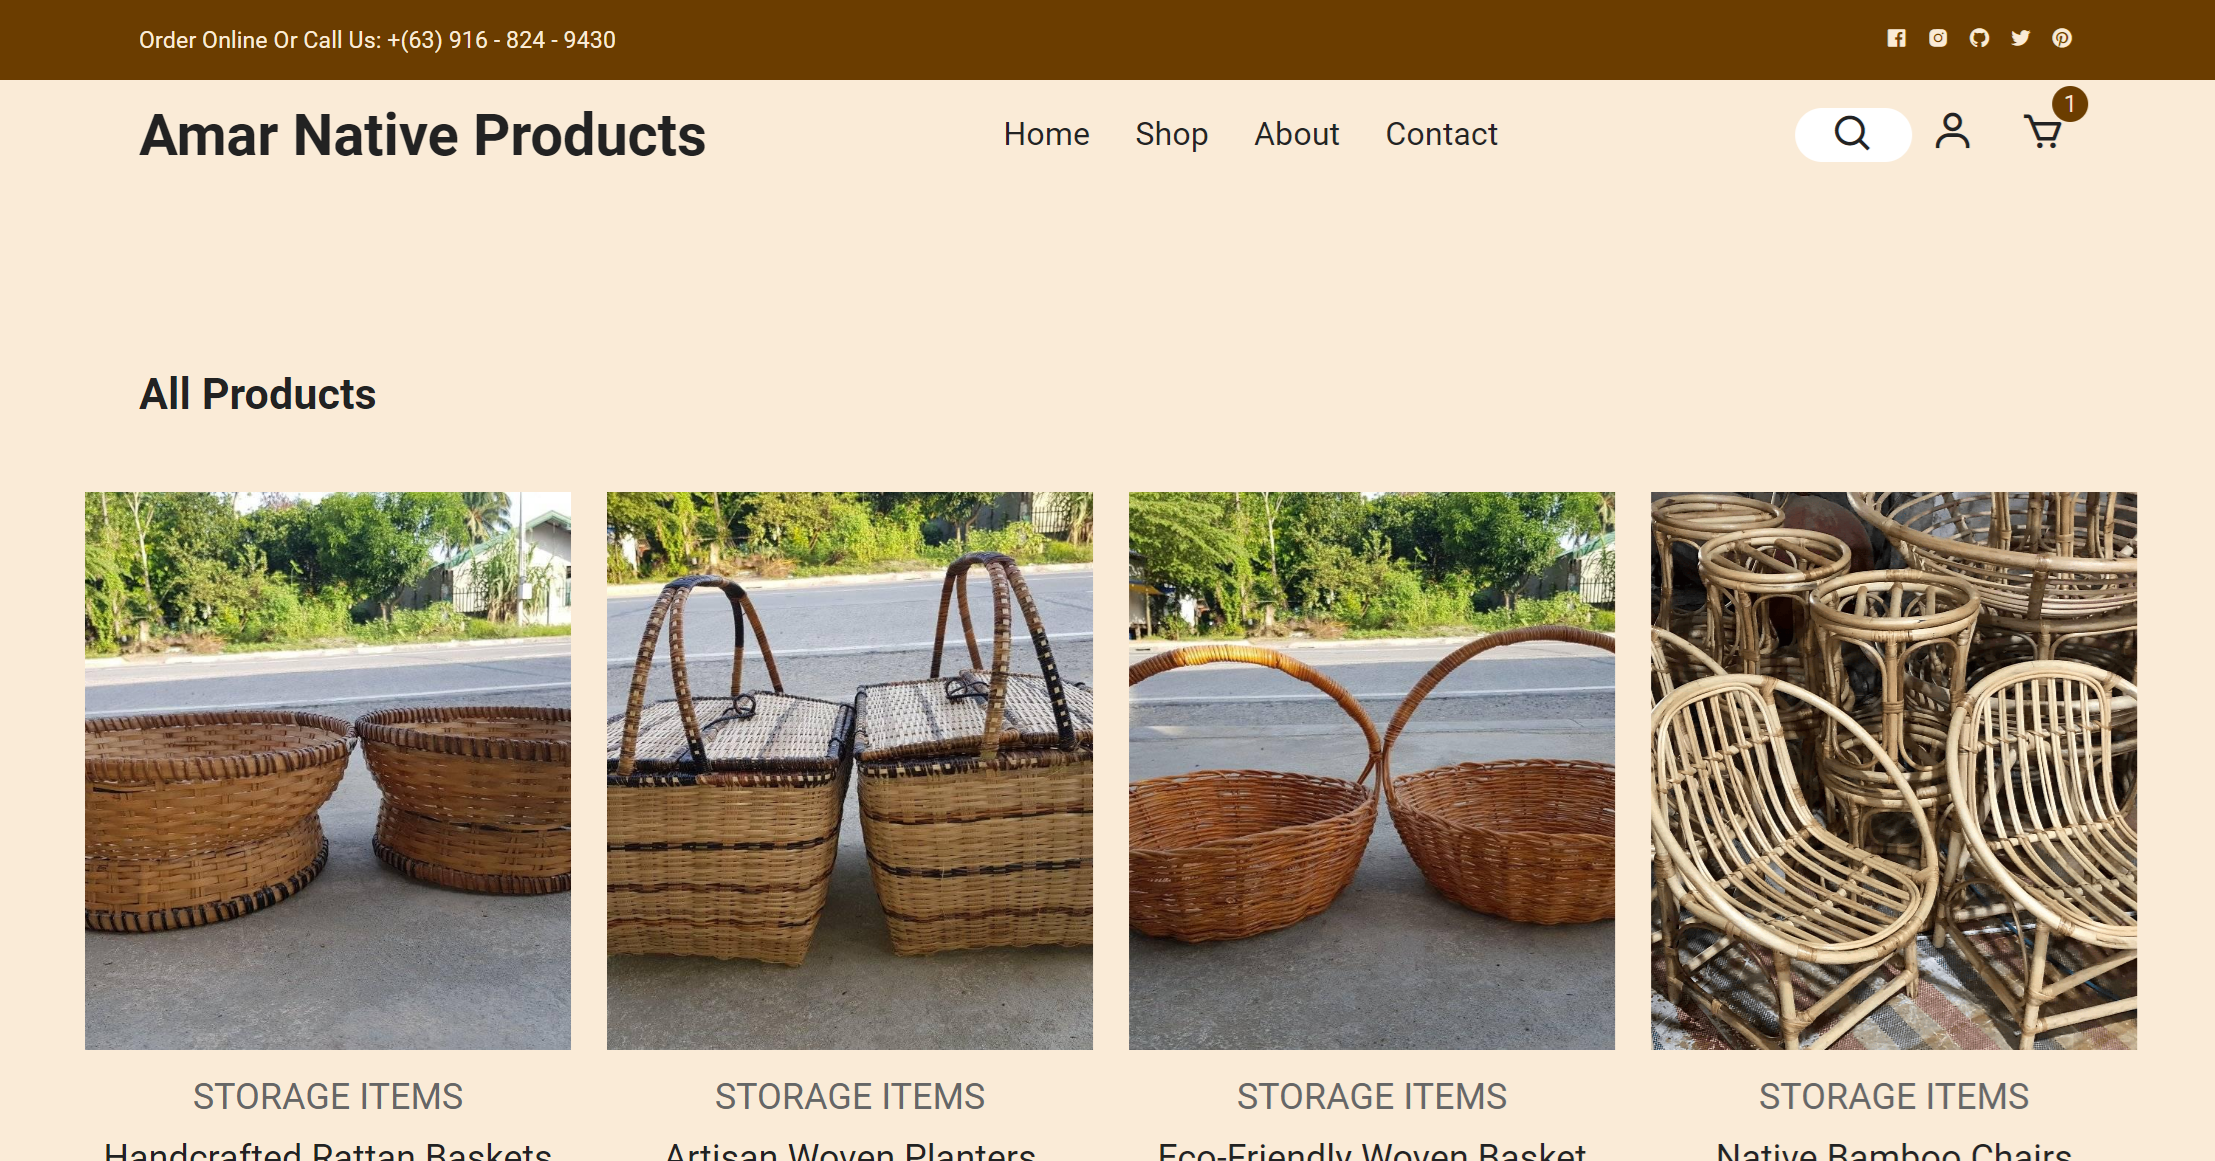 Order Online Or Call Us: +(63) 916 - 824 - 9430
Amar Native Products
Home Shop About Contact
1
All Products
STORAGE ITEMS STORAGE ITEMS STORAGE ITEMS STORAGE ITEMS
Handcrafted Rattan Baskets Artisan Woven Planters Eco-Friendly Woven Basket Native Bamboo Chairs